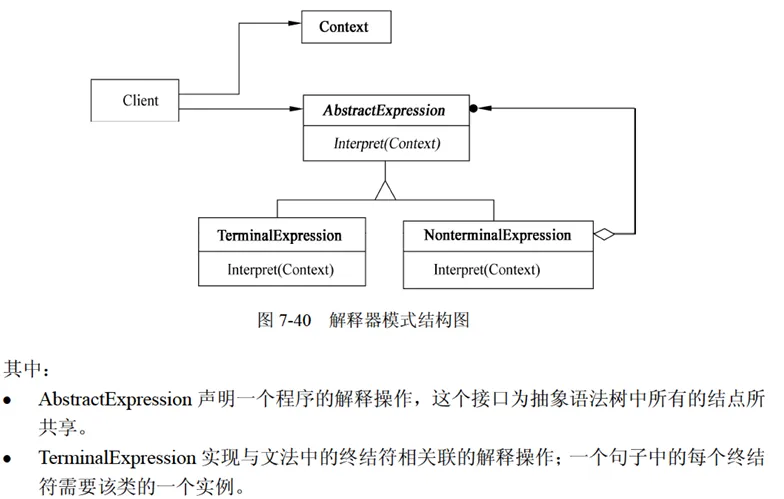 Context
Client
AbstractExpression
Interpret(Context)
TerminalExpression
NonterminalExpression
Interpret(Context)
Interpret(Context)
图 7-40 解释器模式结构图
其中：
● AbstractExpression 声明一个程序的解释操作，这个接口为抽象语法树中所有的结点所
共享。
● TerminalExpression 实现与文法中的终结符相关联的解释操作；一个句子中的每个终结
符需要该类的一个实例。